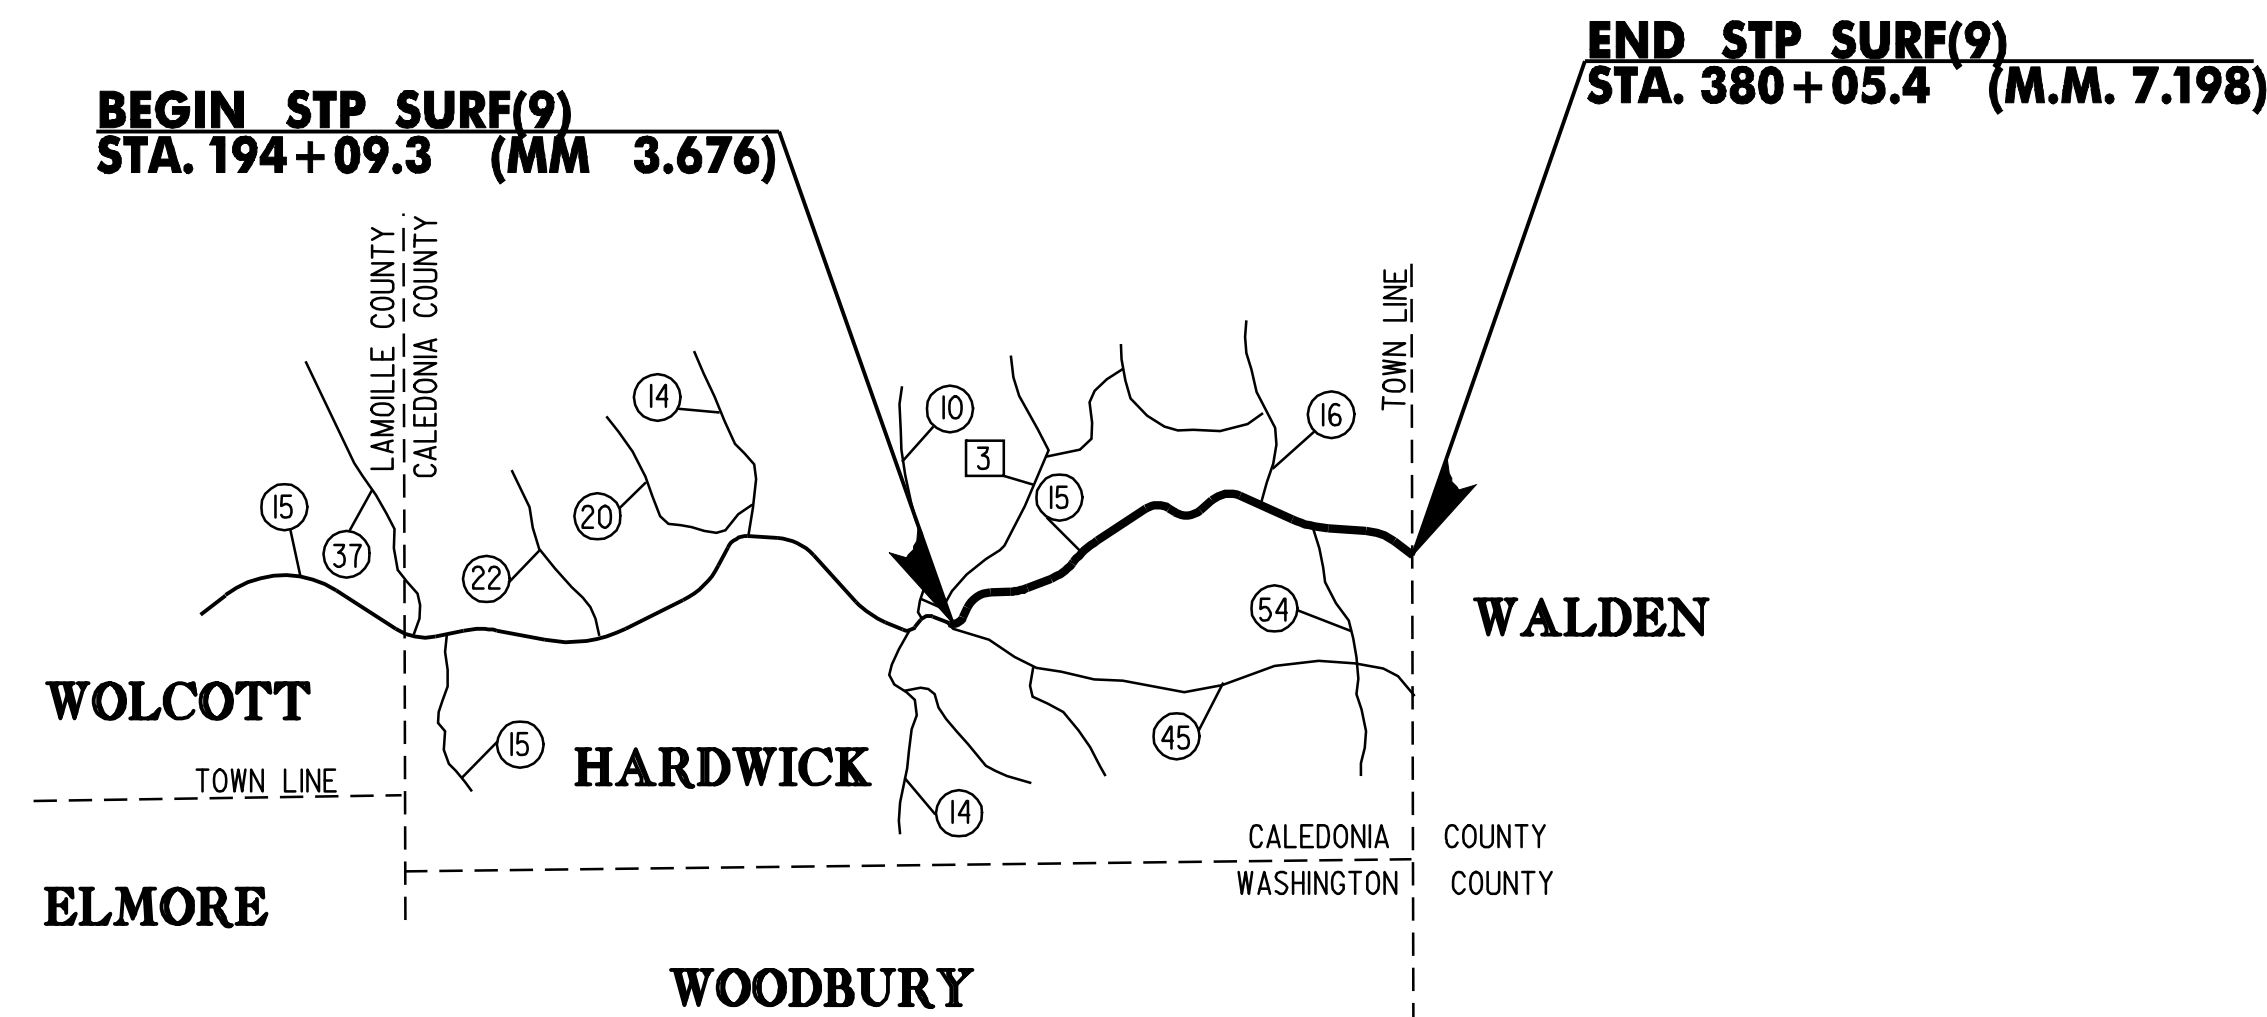 END STP SURF(9)
STA. 380+05.4 (M.M. 7.198)
BEGIN STP SURF(9)
STA. 194+09.3 (MM 3.676)
LAMOILLE COUNTY
CALEDONIA COUNTY
TOWN LINE
14
10
16
3
15
15
20
37
22
54
WALDEN
WOLCOTT
45
15
HARDWICK
TOWN LINE
14
CALEDONIA COUNTY
WASHINGTON COUNTY
ELMORE
WOODBURY